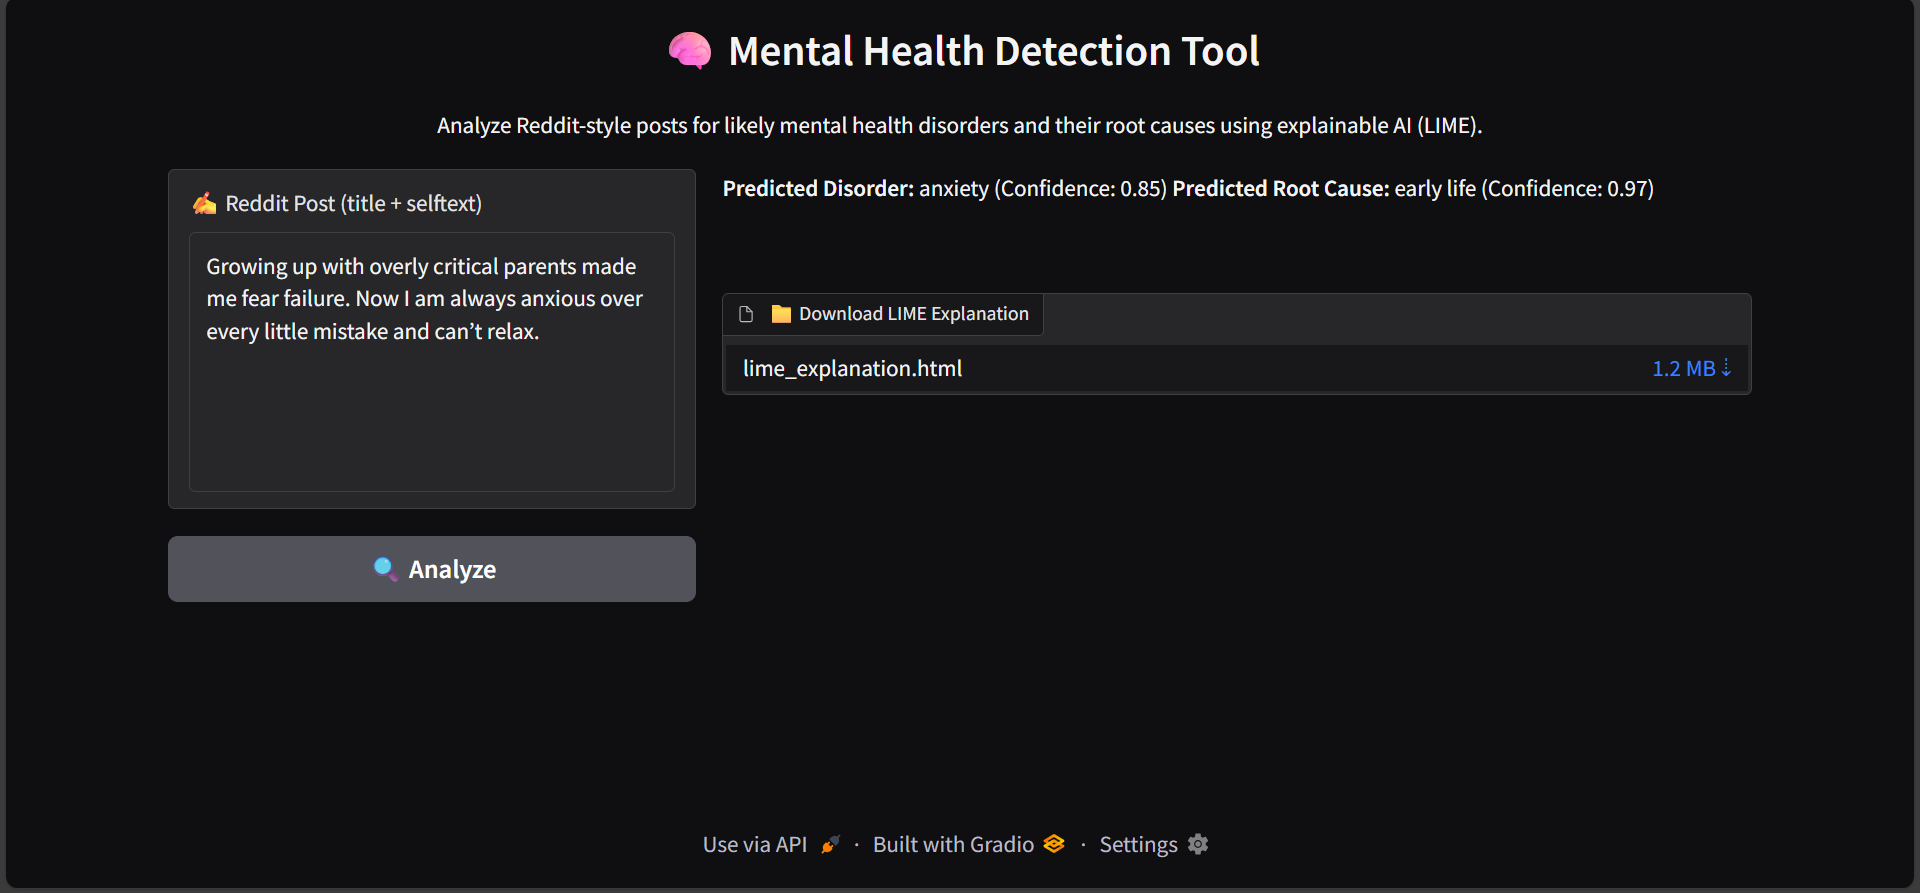 🧠 Mental Health Detection Tool
Analyze Reddit-style posts for likely mental health disorders and their root causes using explainable AI (LIME).
✍️ Reddit Post (title + selftext)
Growing up with overly critical parents made
me fear failure. Now I am always anxious over
every little mistake and can’t relax.
🔍 Analyze
Predicted Disorder: anxiety (Confidence: 0.85) Predicted Root Cause: early life (Confidence: 0.97)
📁 Download LIME Explanation
lime_explanation.html 1.2 MB ⇣
Use via API · Built with Gradio · Settings